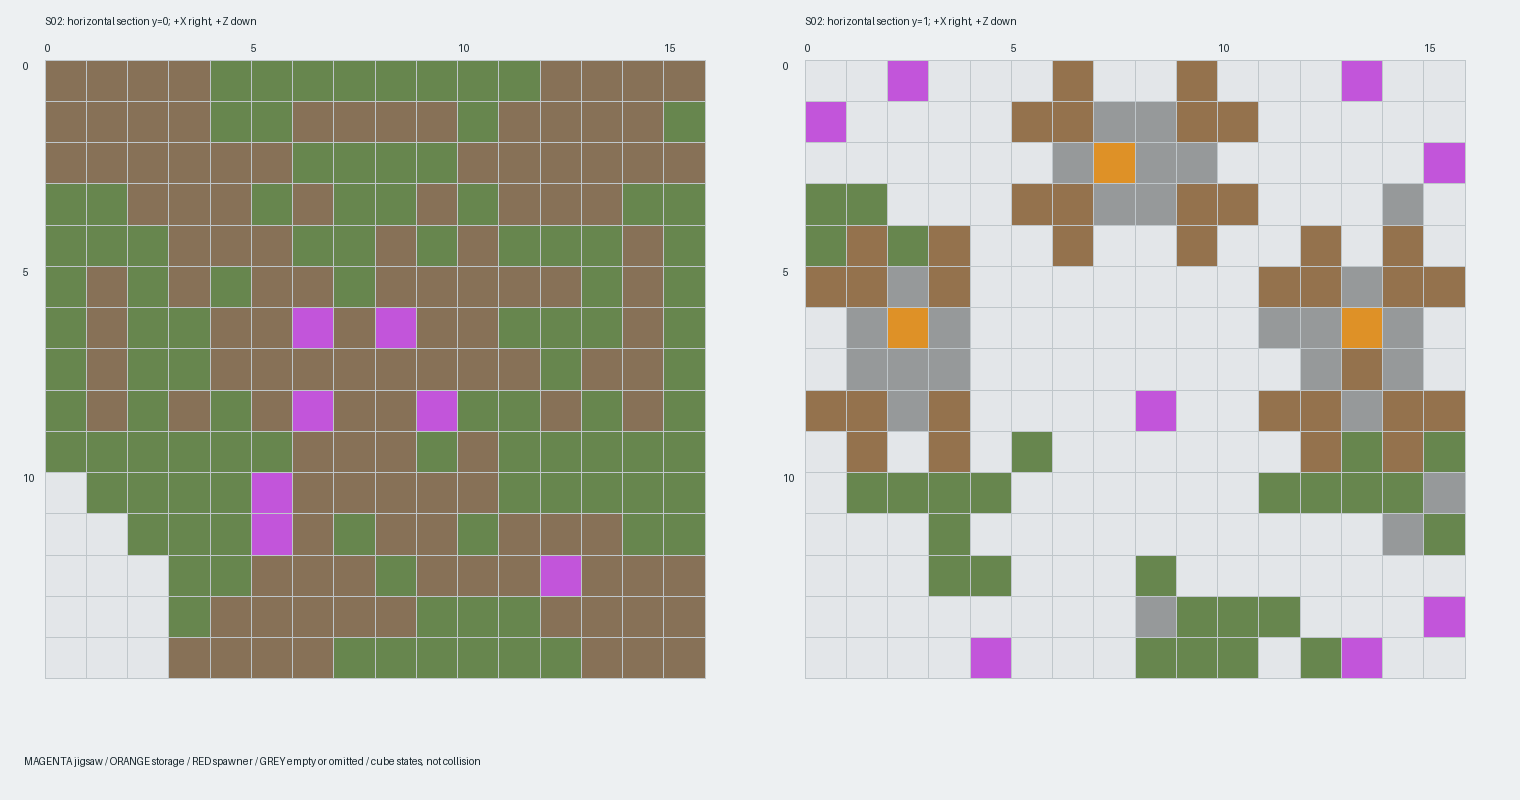 S02: horizontal section y=0; +X right, +Z down
S02: horizontal section y=1; +X right, +Z down
0 5 10 15
0 5 10 15
0 0
5 5
10 10
MAGENTA jigsaw / ORANGE storage / RED spawner / GREY empty or omitted / cube states, not collision